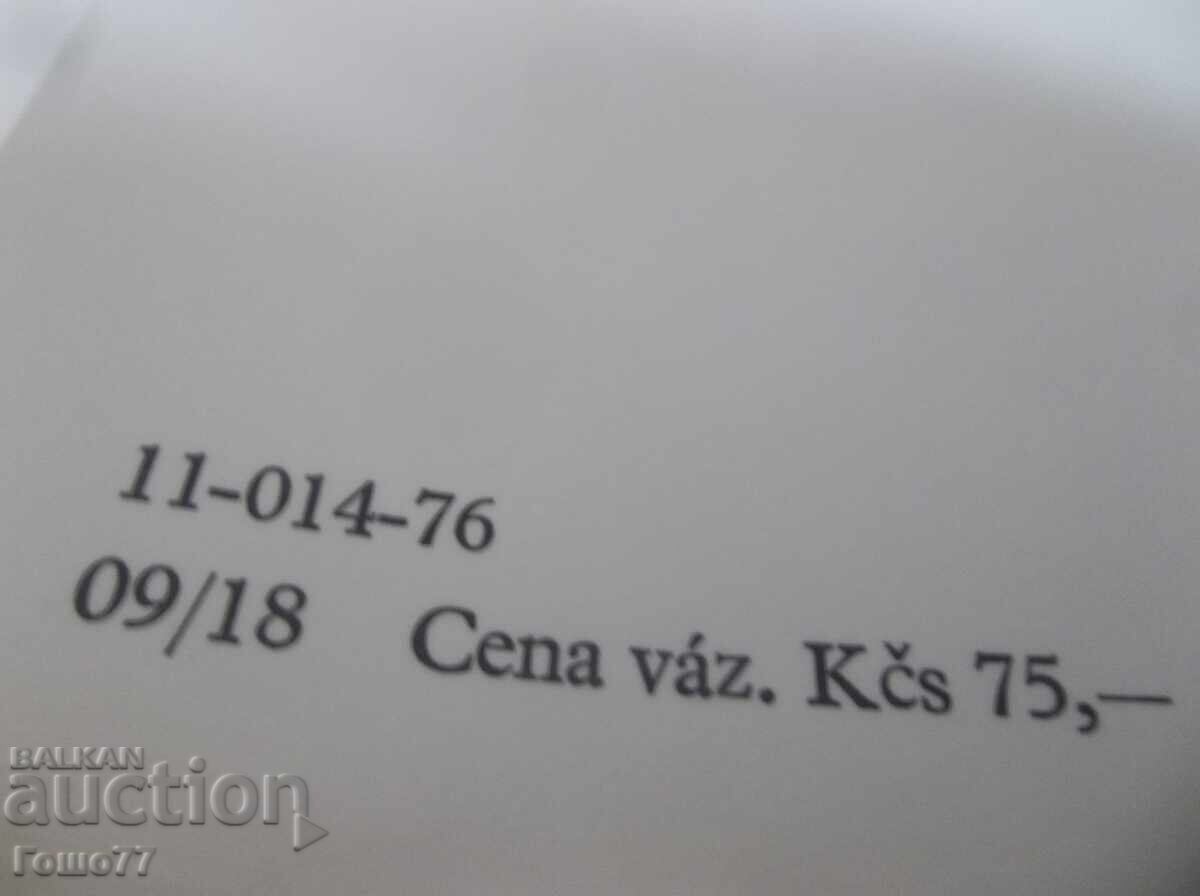 11-014-76
09/18 Cena váz. Kčs 75,—
BALKAN
auction
Гошо77